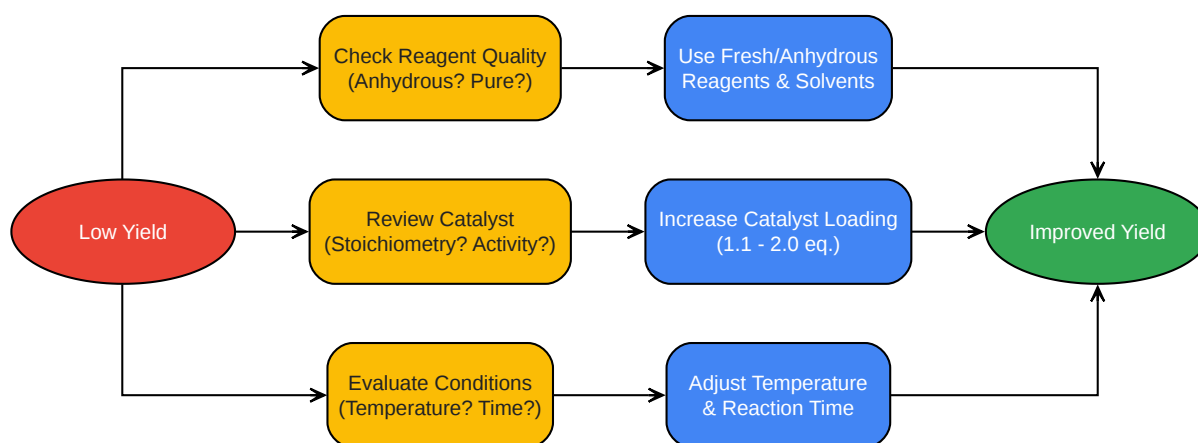 Check Reagent Quality
(Anhydrous? Pure?)
Use Fresh/Anhydrous
Reagents & Solvents
Low Yield
Review Catalyst
(Stoichiometry? Activity?)
Increase Catalyst Loading
(1.1 - 2.0 eq.)
Improved Yield
Evaluate Conditions
(Temperature? Time?)
Adjust Temperature
& Reaction Time